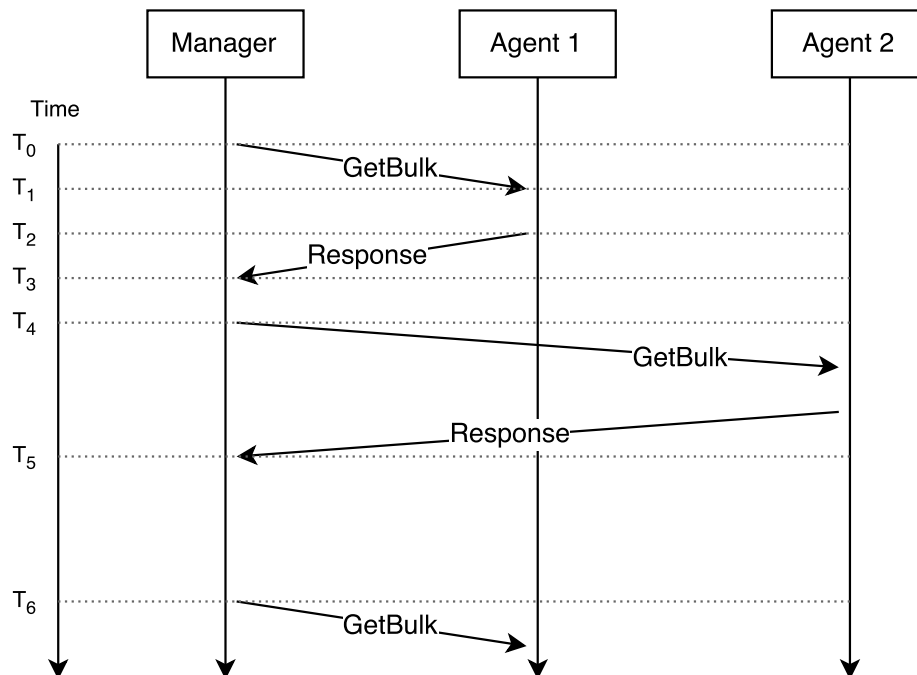 Manager
Agent 1
Agent 2
Time
T0
GetBulk
T1
T2
Response
T3
T4
GetBulk
Response
T5
T6
GetBulk